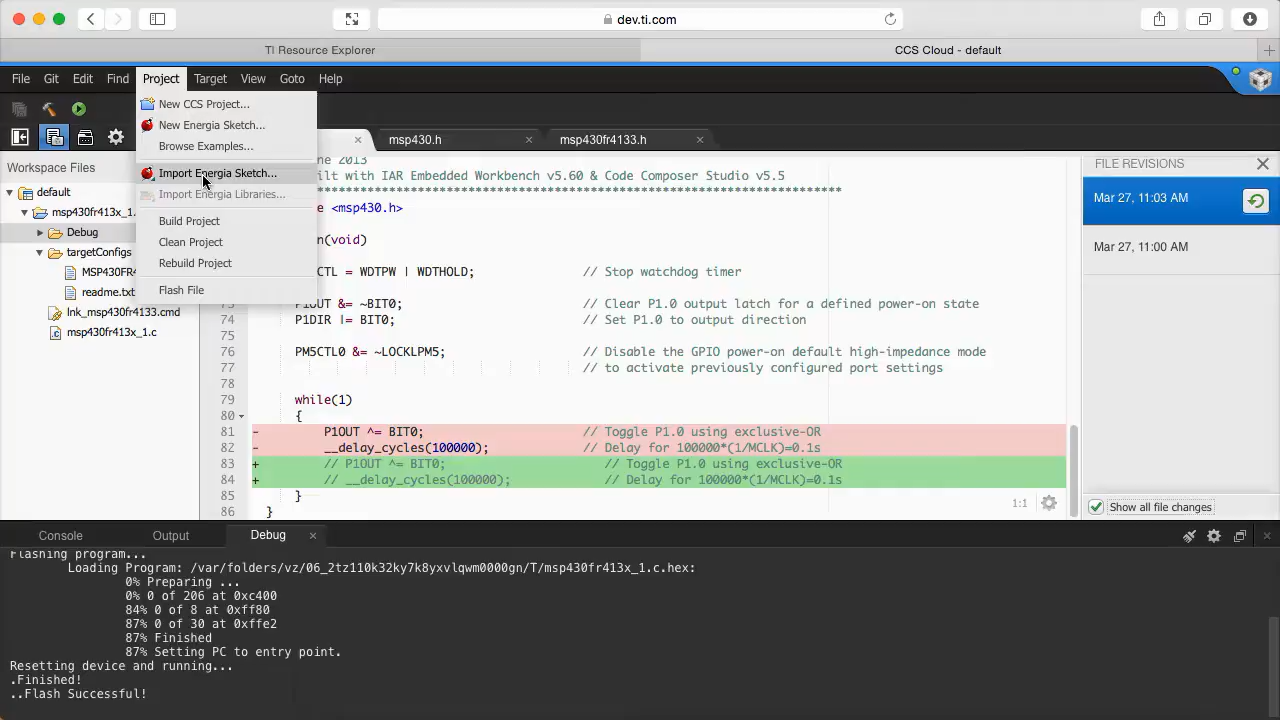 dev.ti.com
TI Resource Explorer
CCS Cloud - default
File Git Edit Find Project Target View Goto Help
New CCS Project...
New Energia Sketch...
Browse Examples...
Import Energia Sketch...
Import Energia Libraries...
Build Project
Clean Project
Rebuild Project
Flash File
msp430.h
msp430fr4133.h
Workspace Files
default
msp430fr413x_1.
Debug
targetConfigs
MSP430FR4
readme.txt
lnk_msp430fr4133.cmd
msp430fr413x_1.c
une 2013
ilt with IAR Embedded Workbench v5.60 & Code Composer Studio v5.5
******************************************************************
e <msp430.h>
n(void)
CTL = WDTPW | WDTHOLD; // Stop watchdog timer
P1OUT &= ~BIT0; // Clear P1.0 output latch for a defined power-on state
74 P1DIR |= BIT0; // Set P1.0 to output direction
75
76 PM5CTL0 &= ~LOCKLPM5; // Disable the GPIO power-on default high-impedance mode
77 // to activate previously configured port settings
78
79 while(1)
80 {
81 - P1OUT ^= BIT0; // Toggle P1.0 using exclusive-OR
82 - __delay_cycles(100000); // Delay for 100000*(1/MCLK)=0.1s
83 + // P1OUT ^= BIT0; // Toggle P1.0 using exclusive-OR
84 + // __delay_cycles(100000); // Delay for 100000*(1/MCLK)=0.1s
85 }
86 }
1:1
FILE REVISIONS
Mar 27, 11:03 AM
Mar 27, 11:00 AM
Show all file changes
Console Output Debug
Flashing program...
Loading Program: /var/folders/vz/06_2tz110k32ky7k8yxvlqwm0000gn/T/msp430fr413x_1.c.hex:
0% Preparing ...
0% 0 of 206 at 0xc400
84% 0 of 8 at 0xff80
87% 0 of 30 at 0xffe2
87% Finished
87% Setting PC to entry point.
Resetting device and running...
.Finished!
..Flash Successful!